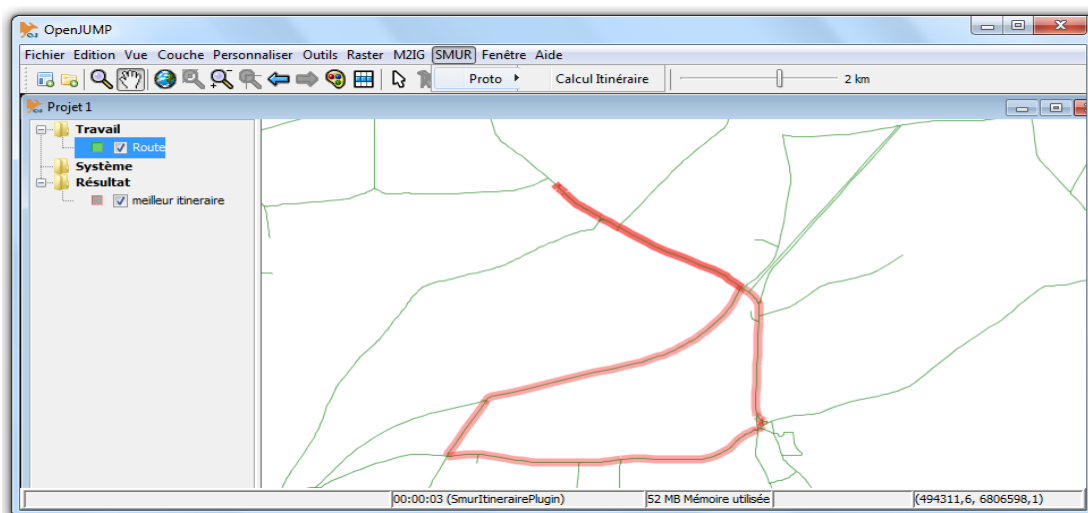 OpenJUMP
Fichier Edition Vue Couche Personnaliser Outils Raster M2IG SMUR Fenêtre Aide
Proto Calcul Itinéraire 2 km
Projet 1
Travail
Route
Système
Résultat
meilleur itineraire
00:00:03 (SmurItinerairePlugin) 52 MB Mémoire utilisée (494311,6, 6806598,1)